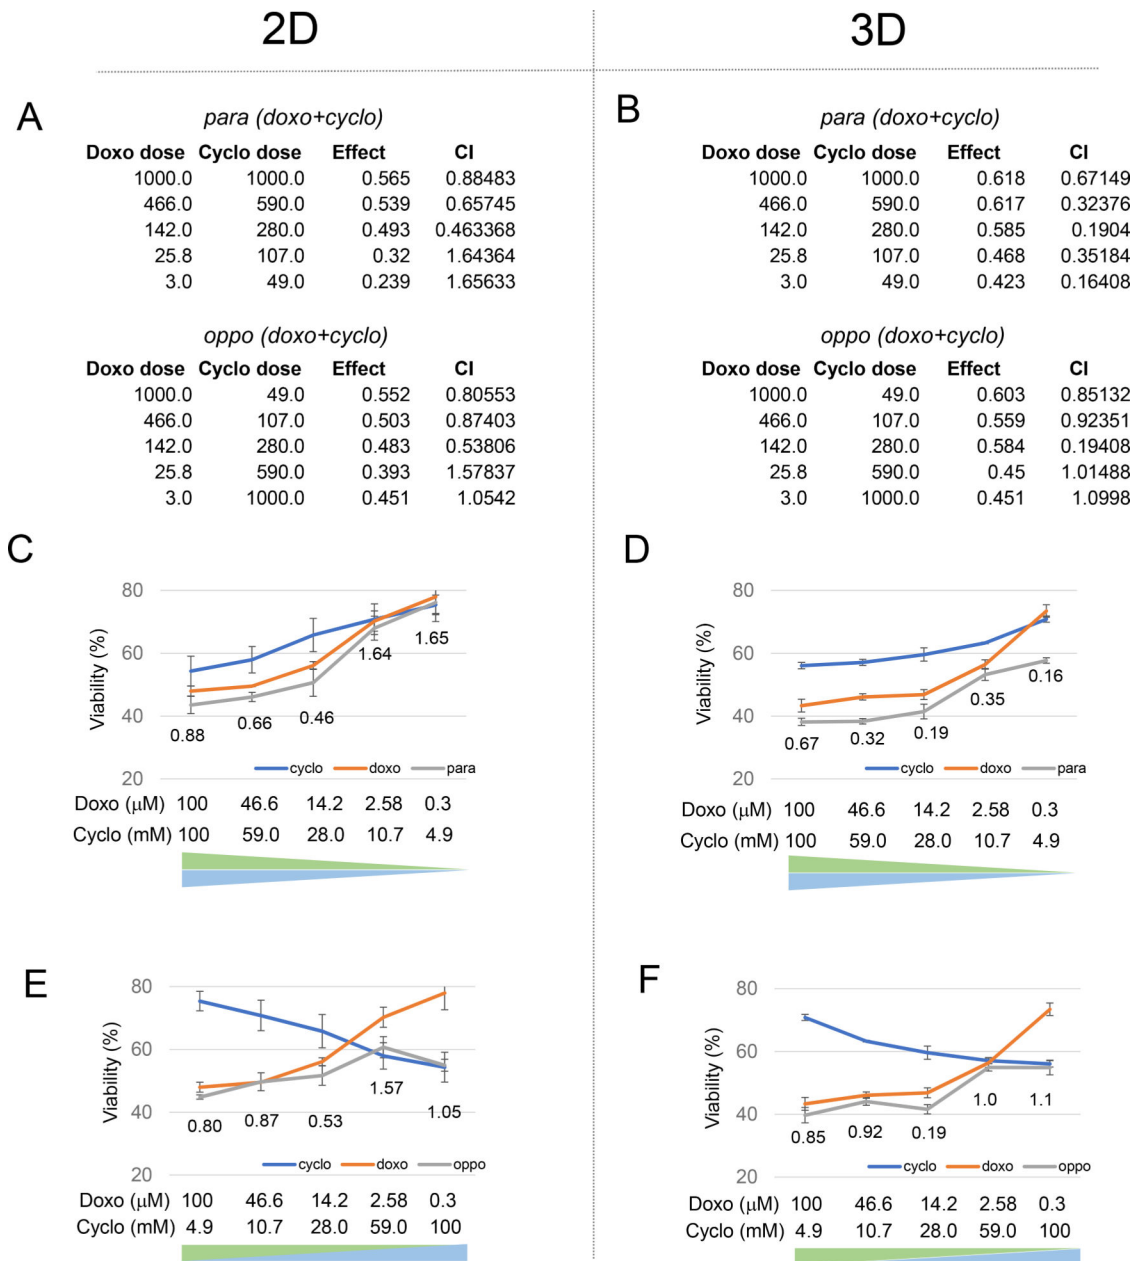 2D
3D
A
para (doxo+cyclo)
Doxo dose Cyclo dose Effect CI
1000.0 1000.0 0.565 0.88483
466.0 590.0 0.539 0.65745
142.0 280.0 0.493 0.463368
25.8 107.0 0.32 1.64364
3.0 49.0 0.239 1.65633
oppo (doxo+cyclo)
Doxo dose Cyclo dose Effect CI
1000.0 49.0 0.552 0.80553
466.0 107.0 0.503 0.87403
142.0 280.0 0.483 0.53806
25.8 590.0 0.393 1.57837
3.0 1000.0 0.451 1.0542
B
para (doxo+cyclo)
Doxo dose Cyclo dose Effect CI
1000.0 1000.0 0.618 0.67149
466.0 590.0 0.617 0.32376
142.0 280.0 0.585 0.1904
25.8 107.0 0.468 0.35184
3.0 49.0 0.423 0.16408
oppo (doxo+cyclo)
Doxo dose Cyclo dose Effect CI
1000.0 49.0 0.603 0.85132
466.0 107.0 0.559 0.92351
142.0 280.0 0.584 0.19408
25.8 590.0 0.45 1.01488
3.0 1000.0 0.451 1.0998
C
Viability (%)
80
60
40
20
0.88 0.66 0.46 1.64 1.65
cyclo doxo para
Doxo (μM) 100 46.6 14.2 2.58 0.3
Cyclo (mM) 100 59.0 28.0 10.7 4.9
D
Viability (%)
80
60
40
20
0.67 0.32 0.19 0.35 0.16
cyclo doxo para
Doxo (μM) 100 46.6 14.2 2.58 0.3
Cyclo (mM) 100 59.0 28.0 10.7 4.9
E
Viability (%)
80
60
40
20
0.80 0.87 0.53 1.57 1.05
cyclo doxo oppo
Doxo (μM) 100 46.6 14.2 2.58 0.3
Cyclo (mM) 4.9 10.7 28.0 59.0 100
F
Viability (%)
80
60
40
20
0.85 0.92 0.19 1.0 1.1
cyclo doxo oppo
Doxo (μM) 100 46.6 14.2 2.58 0.3
Cyclo (mM) 4.9 10.7 28.0 59.0 100